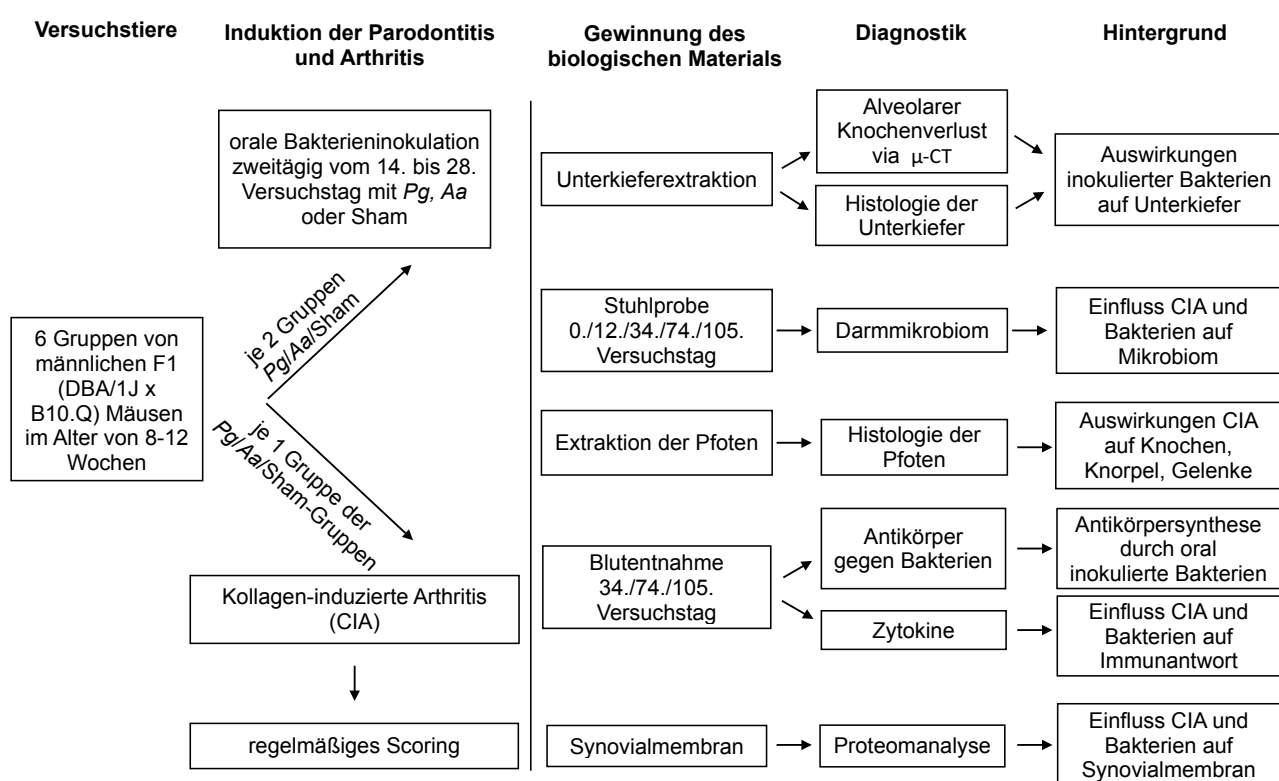 Versuchstiere
Induktion der Parodontitis
und Arthritis
Gewinnung des
biologischen Materials
Diagnostik
Hintergrund
6 Gruppen von
männlichen F1
(DBA/1J x
B10.Q) Mäusen
im Alter von 8-12
Wochen
orale Bakterieninokulation
zweitägig vom 14. bis 28.
Versuchstag mit Pg, Aa
oder Sham
je 2 Gruppen
Pg/Aa/Sham
je 1 Gruppe der
Pg/Aa/Sham-Gruppen
Kollagen-induzierte Arthritis
(CIA)
regelmäßiges Scoring
Unterkieferextraktion
Alveolarer
Knochenverlust
via µ-CT
Histologie der
Unterkiefer
Auswirkungen
inokulierter Bakterien
auf Unterkiefer
Stuhlprobe
0./12./34./74./105.
Versuchstag
Darmmikrobiom
Einfluss CIA und
Bakterien auf
Mikrobiom
Extraktion der Pfoten
Histologie der
Pfoten
Auswirkungen CIA
auf Knochen,
Knorpel, Gelenke
Blutentnahme
34./74./105.
Versuchstag
Antikörper
gegen Bakterien
Antikörpersynthese
durch oral
inokulierte Bakterien
Zytokine
Einfluss CIA und
Bakterien auf
Immunantwort
Synovialmembran
Proteomanalyse
Einfluss CIA und
Bakterien auf
Synovialmembran